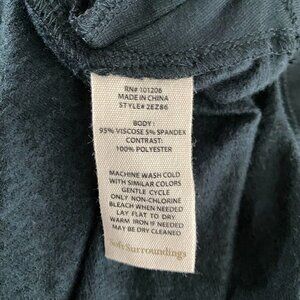 RN# 101206
MADE IN CHINA
STYLE# 2EZ86
BODY:
95% VISCOSE 5% SPANDEX
CONTRAST:
100% POLYESTER
MACHINE WASH COLD
WITH SIMILAR COLORS
GENTLE CYCLE
ONLY NON-CHLORINE
BLEACH WHEN NEEDED
LAY FLAT TO DRY
WARM IRON IF NEEDED
MAY BE DRY CLEANED
Soft Surroundings